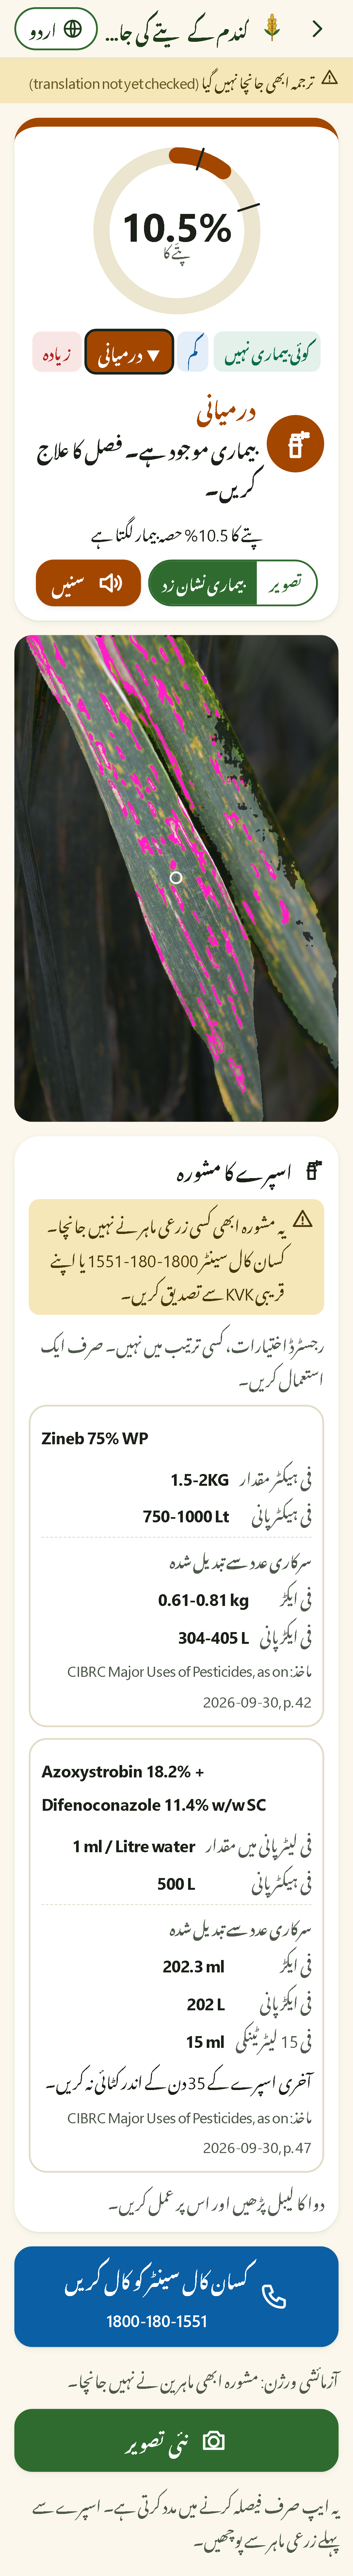 گندم کے پتے کی جا...
اردو
ترجمہ ابھی جانچا نہیں گیا (translation not yet checked)
10.5%
پتے کا
کوئی بیماری نہیں
کم
▼ درمیانی
زیادہ
درمیانی
بیماری موجود ہے۔ فصل کا علاج
کریں۔
پتے کا 10.5% حصہ بیمار لگتا ہے
تصویر
بیماری نشان زد
سنیں
اسپرے کا مشورہ
یہ مشورہ ابھی کسی زرعی ماہر نے نہیں جانچا۔
کسان کال سینٹر 1800-180-1551 یا اپنے
قریبی KVK سے تصدیق کریں۔
رجسٹرڈ اختیارات، کسی ترتیب میں نہیں۔ صرف ایک
استعمال کریں۔
Zineb 75% WP
فی ہیکٹر مقدار 1.5-2KG
فی ہیکٹر پانی 750-1000 Lt
سرکاری عدد سے تبدیل شدہ
فی ایکڑ 0.61-0.81 kg
فی ایکڑ پانی 304-405 L
ماخذ: CIBRC Major Uses of Pesticides, as on
2026-09-30, p. 42
Azoxystrobin 18.2% +
Difenoconazole 11.4% w/w SC
فی لیٹر پانی میں مقدار 1 ml / Litre water
فی ہیکٹر پانی 500 L
سرکاری عدد سے تبدیل شدہ
فی ایکڑ 202.3 ml
فی ایکڑ پانی 202 L
فی 15 لیٹر ٹینکی 15 ml
آخری اسپرے کے 35 دن کے اندر کٹائی نہ کریں۔
ماخذ: CIBRC Major Uses of Pesticides, as on
2026-09-30, p. 47
دوا کا لیبل پڑھیں اور اس پر عمل کریں۔
کسان کال سینٹر کو کال کریں
1800-180-1551
آزمائشی ورژن: مشورہ ابھی ماہرین نے نہیں جانچا۔
نئی تصویر
یہ ایپ صرف فیصلہ کرنے میں مدد کرتی ہے۔ اسپرے سے
پہلے زرعی ماہر سے پوچھیں۔